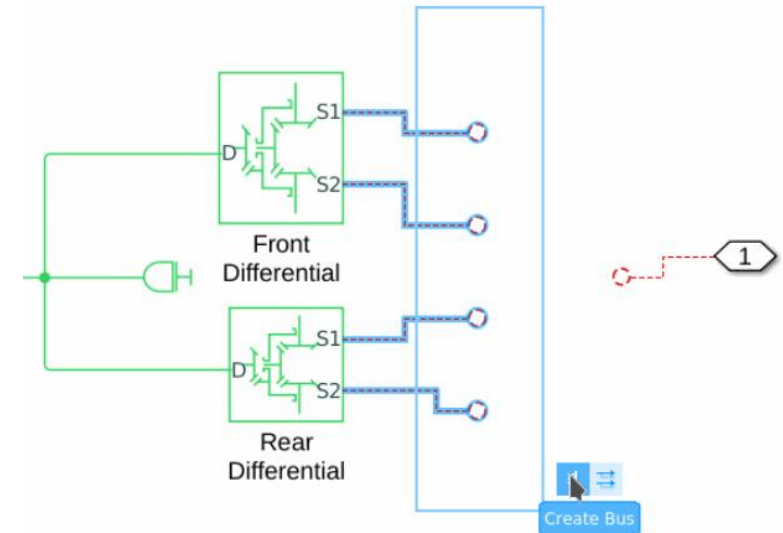 S1
D
S2
Front
Differential
1
S1
D
S2
Rear
Differential
Create Bus